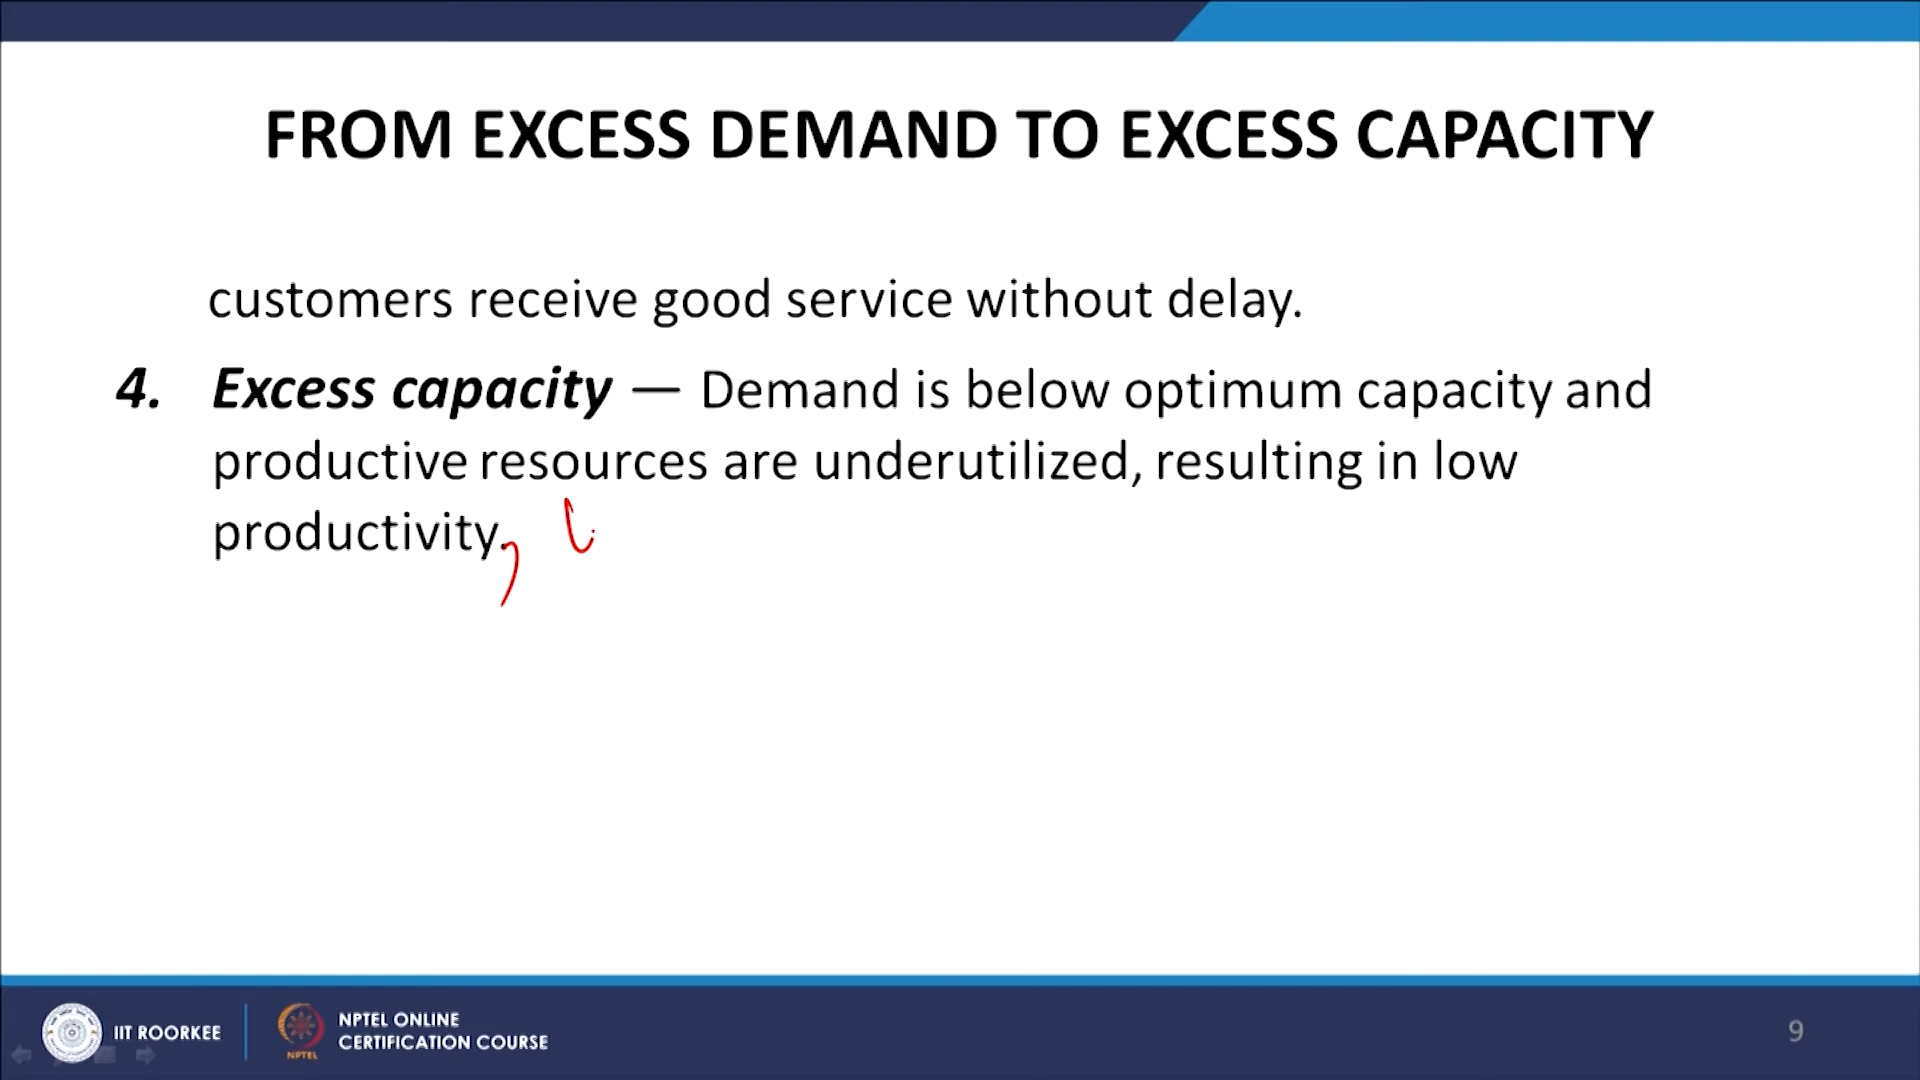 FROM EXCESS DEMAND TO EXCESS CAPACITY
customers receive good service without delay.
4. Excess capacity — Demand is below optimum capacity and
productive resources are underutilized, resulting in low
productivity.
IIT ROORKEE
NPTEL
NPTEL ONLINE
CERTIFICATION COURSE
9